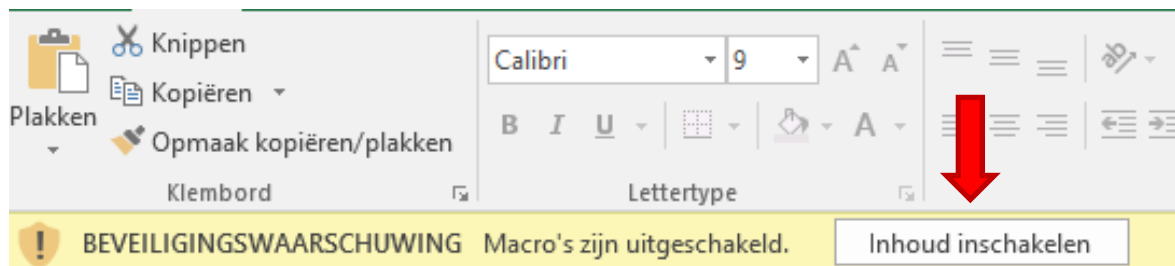 Knippen
Kopiëren
Plakken
Opmaak kopiëren/plakken
Klembord
Calibri 9 A A
B I U A
Lettertype
BEVEILIGINGSWAARSCHUWING Macro's zijn uitgeschakeld. Inhoud inschakelen